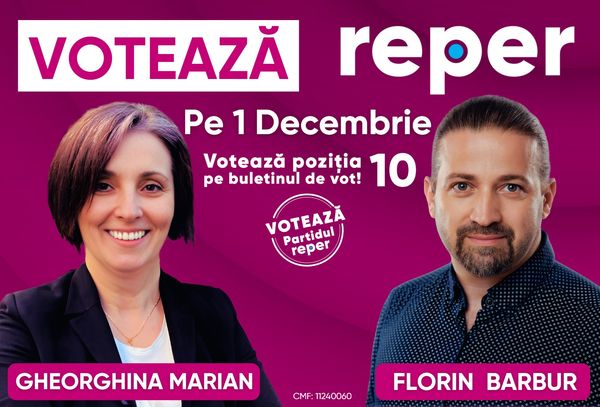 VOTEAZĂ
reper
Pe 1 Decembrie
Votează poziția
pe buletinul de vot! 10
VOTEAZĂ
Partidul
reper
GHEORGHINA MARIAN
FLORIN BARBUR
CMF: 11240060